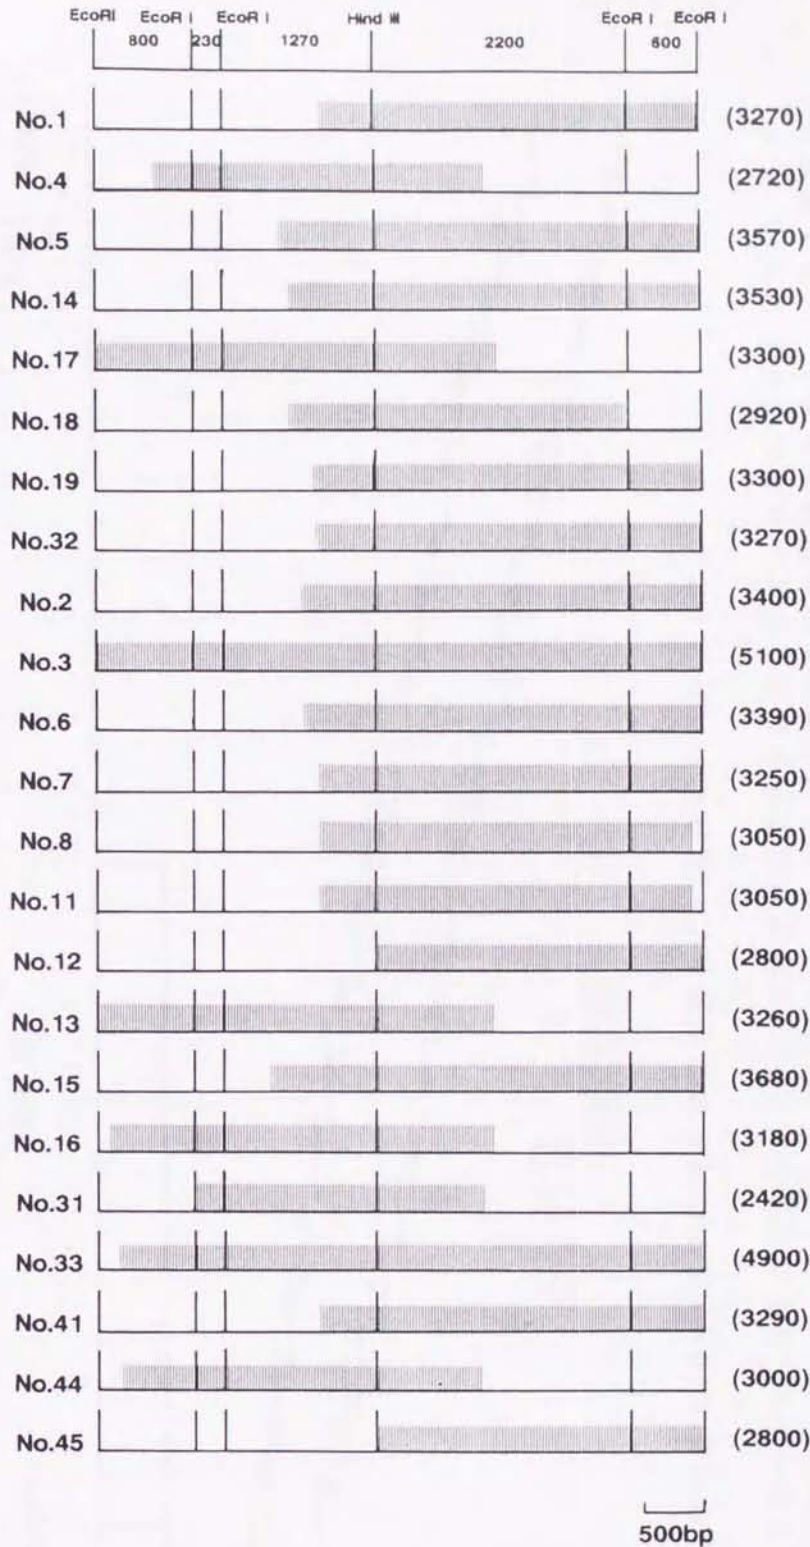 EcoRI EcoR I EcoR I Hind III EcoR I EcoR I
800 230 1270 2200 600
No.1 (3270)
No.4 (2720)
No.5 (3570)
No.14 (3530)
No.17 (3300)
No.18 (2920)
No.19 (3300)
No.32 (3270)
No.2 (3400)
No.3 (5100)
No.6 (3390)
No.7 (3250)
No.8 (3050)
No.11 (3050)
No.12 (2800)
No.13 (3260)
No.15 (3680)
No.16 (3180)
No.31 (2420)
No.33 (4900)
No.41 (3290)
No.44 (3000)
No.45 (2800)
500bp